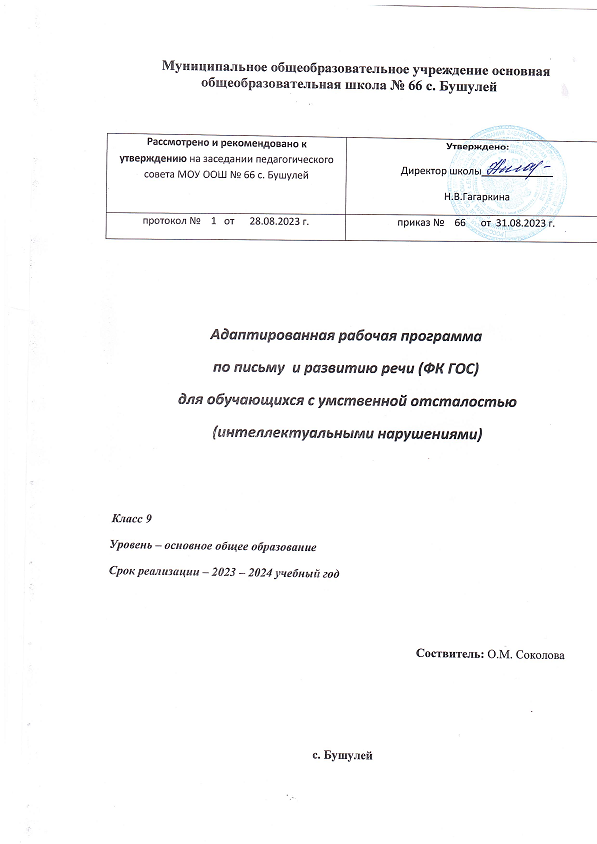 Муниципальное общеобразовательное учреждение основная
общеобразовательная школа № 66 с. Бушулей
Рассмотрено и рекомендовано к
утверждению на заседании педагогического
совета МОУ ООШ № 66 с. Бушулей
протокол № 1 от 28.08.2023 г.
Утверждено:
Директор школы
Н.В.Гагаркина
приказ № 66 от 31.08.2023 г.
Адаптированная рабочая программа
по письму и развитию речи (ФК ГОС)
для обучающихся с умственной отсталостью
(интеллектуальными нарушениями)
Класс 9
Уровень – основное общее образование
Срок реализации – 2023 – 2024 учебный год
Соствитель: О.М. Соколова
с. Бушулей